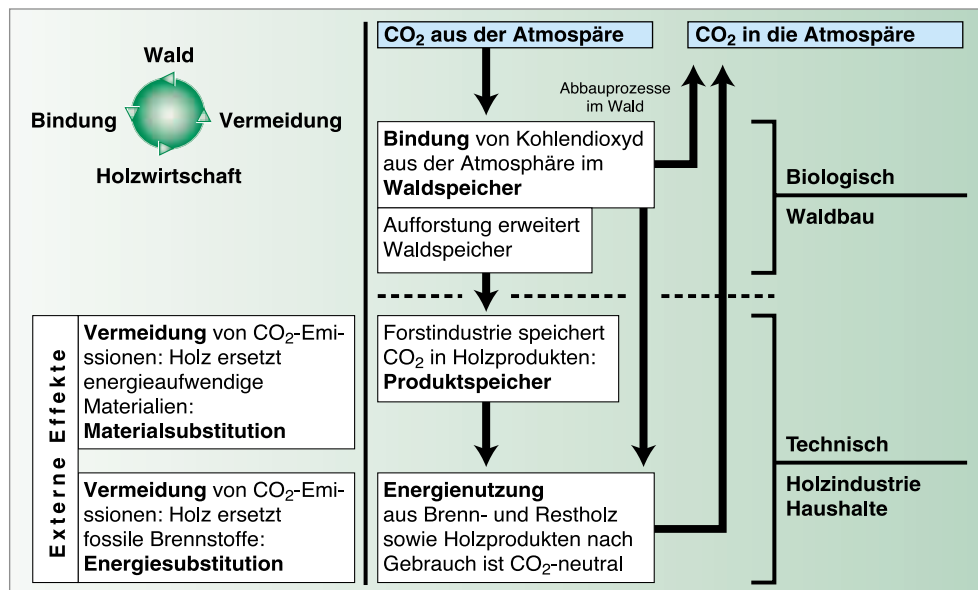 Wald
Bindung
Vermeidung
Holzwirtschaft
CO₂ aus der Atmospäre
CO₂ in die Atmospäre
Abbauprozesse
im Wald
Bindung von Kohlendioxyd
aus der Atmosphäre im
Waldspeicher
Aufforstung erweitert
Waldspeicher
Biologisch
Waldbau
Externe Effekte
Vermeidung von CO₂-Emi-
ssionen: Holz ersetzt
energieaufwendige
Materialien:
Materialsubstitution
Forstindustrie speichert
CO₂ in Holzprodukten:
Produktspeicher
Vermeidung von CO₂-Emi-
ssionen: Holz ersetzt
fossile Brennstoffe:
Energiesubstitution
Energienutzung
aus Brenn- und Restholz
sowie Holzprodukten nach
Gebrauch ist CO₂-neutral
Technisch
Holzindustrie
Haushalte